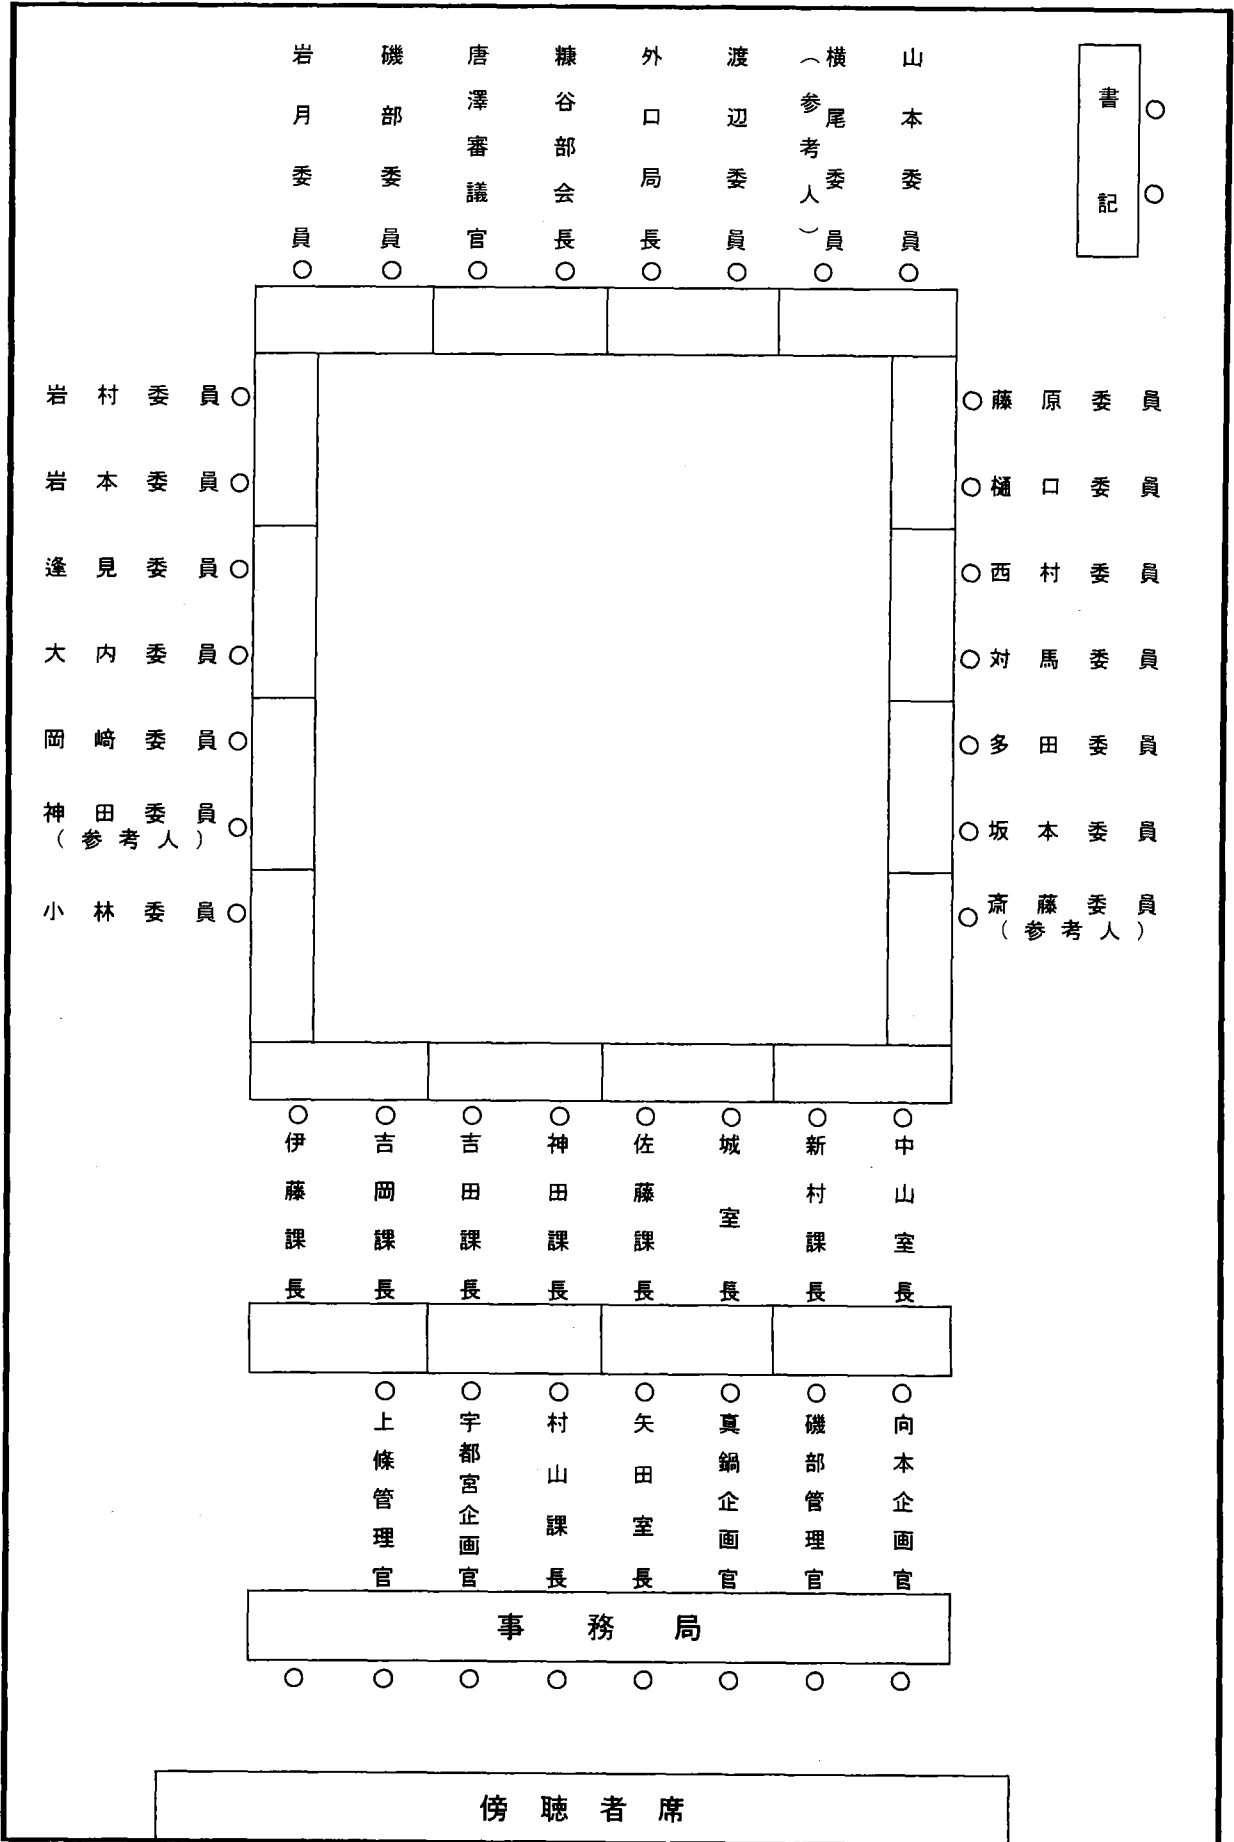 岩月委員
磯部委員
唐澤審議官
糠谷部会長
外口局長
渡辺委員
横尾委員
(参考人)
山本委員
書記
岩村委員
岩本委員
逢見委員
大内委員
岡﨑委員
神田委員
(参考人)
小林委員
藤原委員
樋口委員
西村委員
対馬委員
多田委員
坂本委員
斎藤委員
(参考人)
伊藤課長
吉岡課長
吉田課長
神田課長
佐藤課長
城室長
新村課長
中山室長
上條管理官
宇都宮企画官
村山課長
矢田室長
真鍋企画官
磯部管理官
向本企画官
事務局
傍聴者席